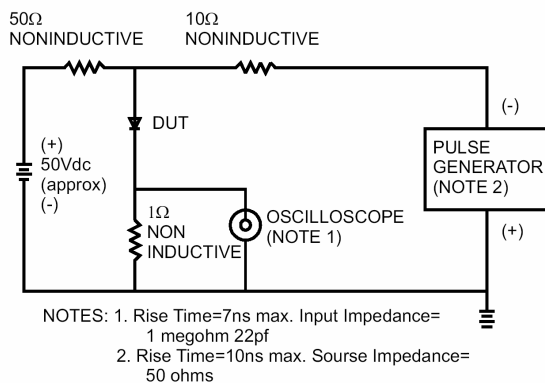 50Ω
NONINDUCTIVE
10Ω
NONINDUCTIVE
(+)
50Vdc
(approx)
(-)
DUT
1Ω
NON
INDUCTIVE
OSCILLOSCOPE
(NOTE 1)
(-)
PULSE
GENERATOR
(NOTE 2)
(+)
NOTES: 1. Rise Time=7ns max. Input Impedance=
1 megohm 22pf
2. Rise Time=10ns max. Sourse Impedance=
50 ohms